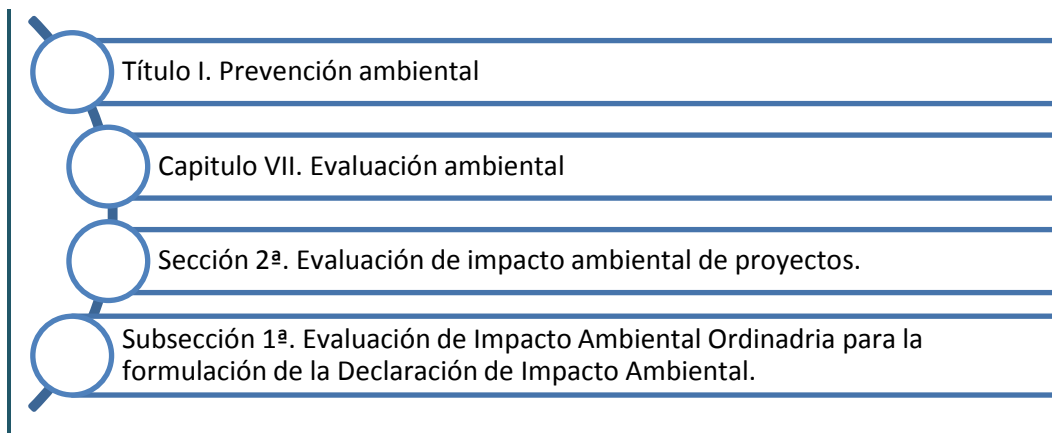 Título I. Prevención ambiental
Capitulo VII. Evaluación ambiental
Sección 2ª. Evaluación de impacto ambiental de proyectos.
Subsección 1ª. Evaluación de Impacto Ambiental Ordinadria para la
formulación de la Declaración de Impacto Ambiental.